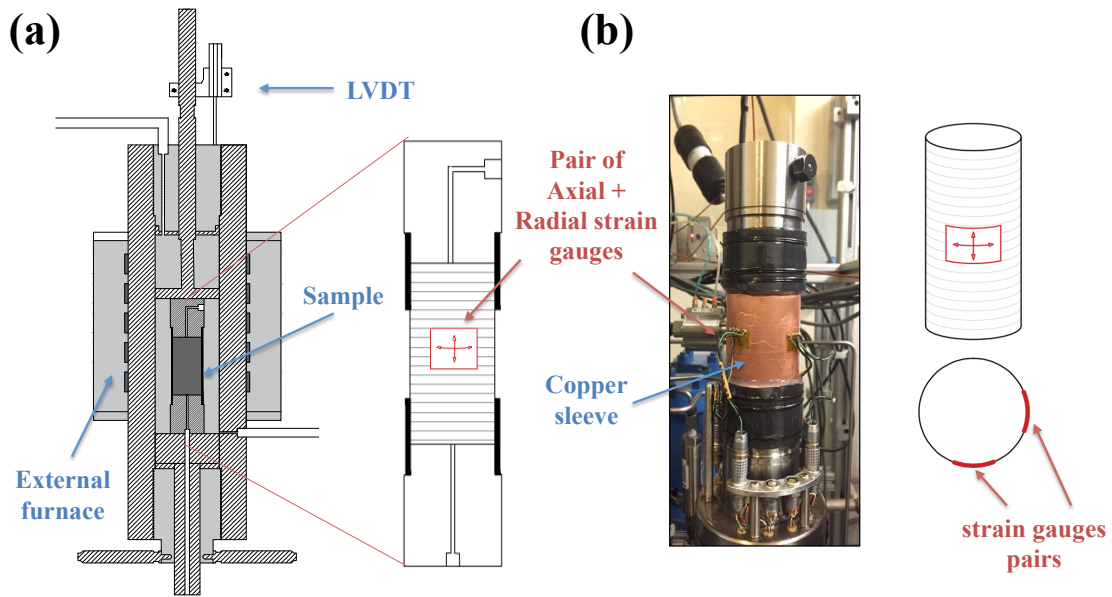 (a)
(b)
LVDT
Pair of
Axial +
Radial strain
gauges
Sample
Copper
sleeve
External
furnace
strain gauges
pairs